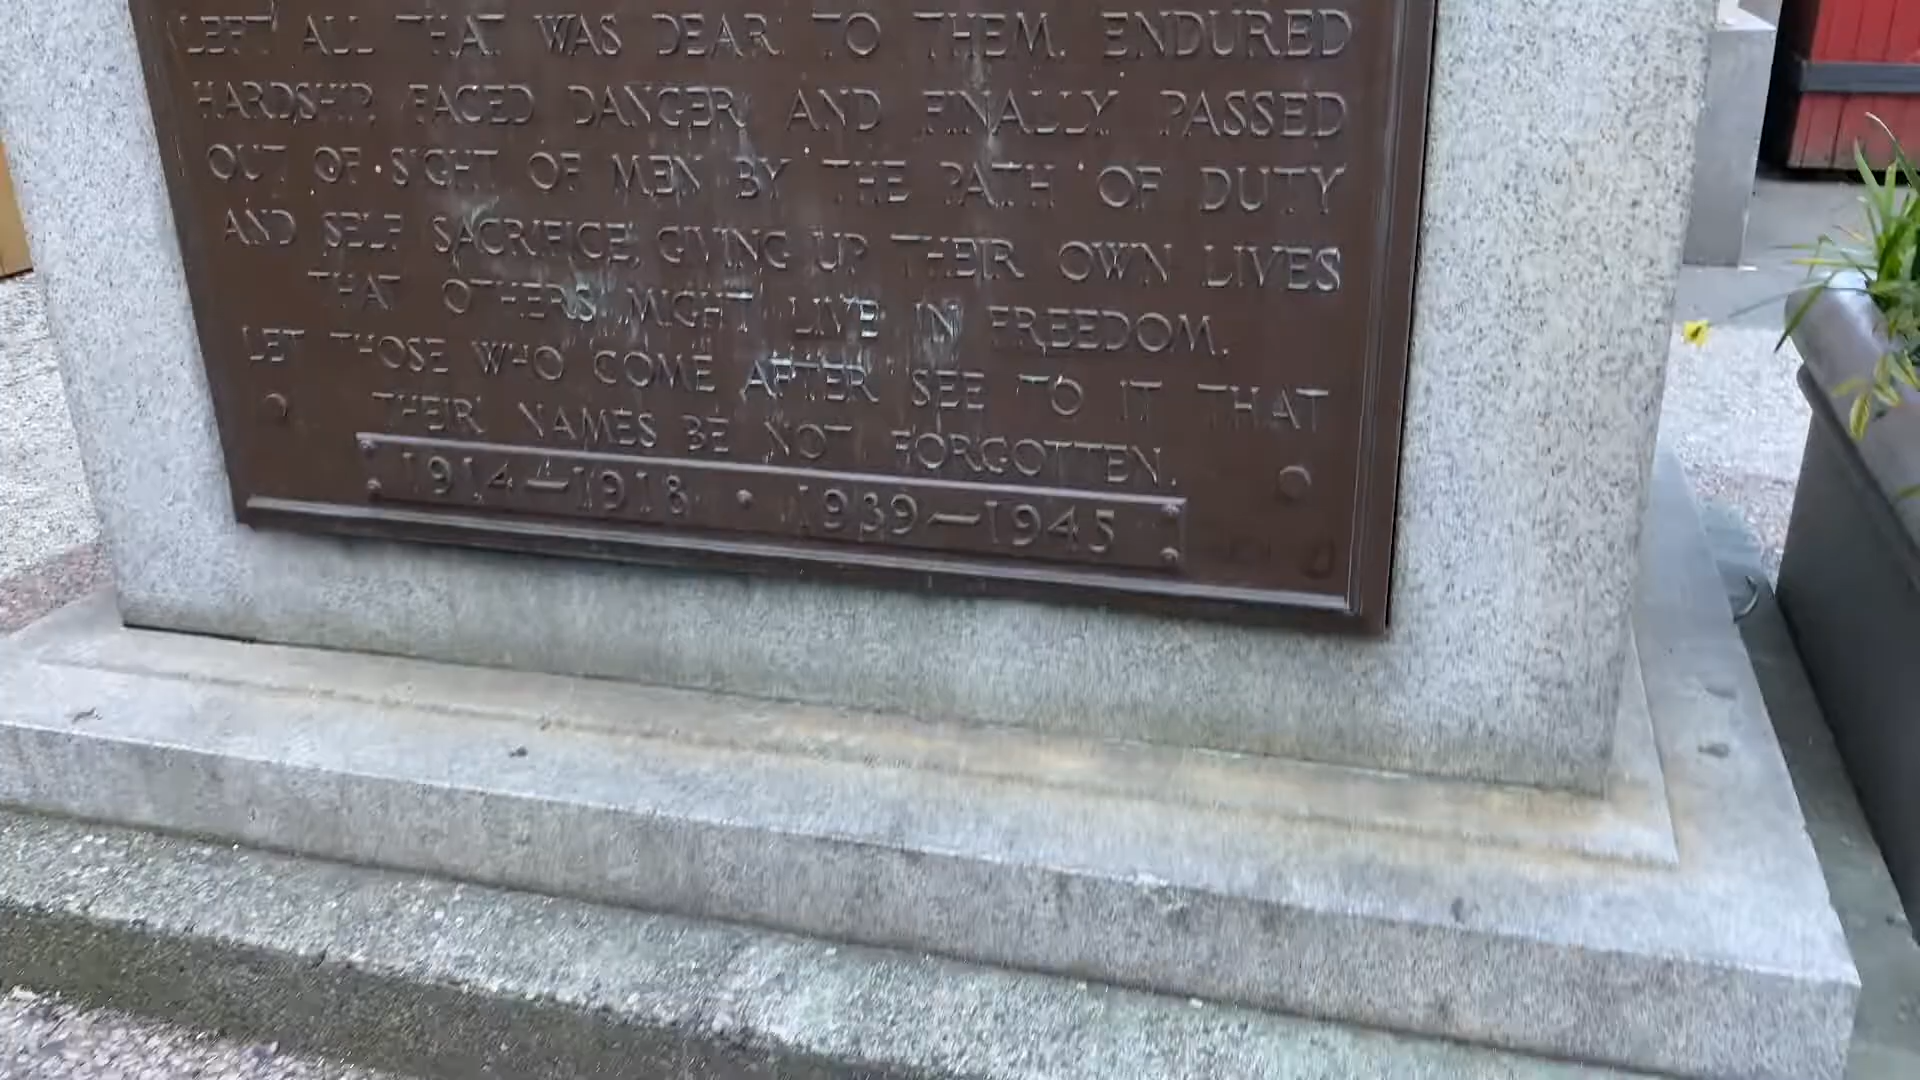 LEFT ALL THAT WAS DEAR TO THEM, ENDURED
HARDSHIP, FACED DANGER, AND FINALLY PASSED
OUT OF SIGHT OF MEN BY THE PATH OF DUTY
AND SELF SACRIFICE, GIVING UP THEIR OWN LIVES
THAT OTHERS MIGHT LIVE IN FREEDOM.
LET THOSE WHO COME AFTER SEE TO IT THAT
THEIR NAMES BE NOT FORGOTTEN.
1914—1918 • 1939—1945